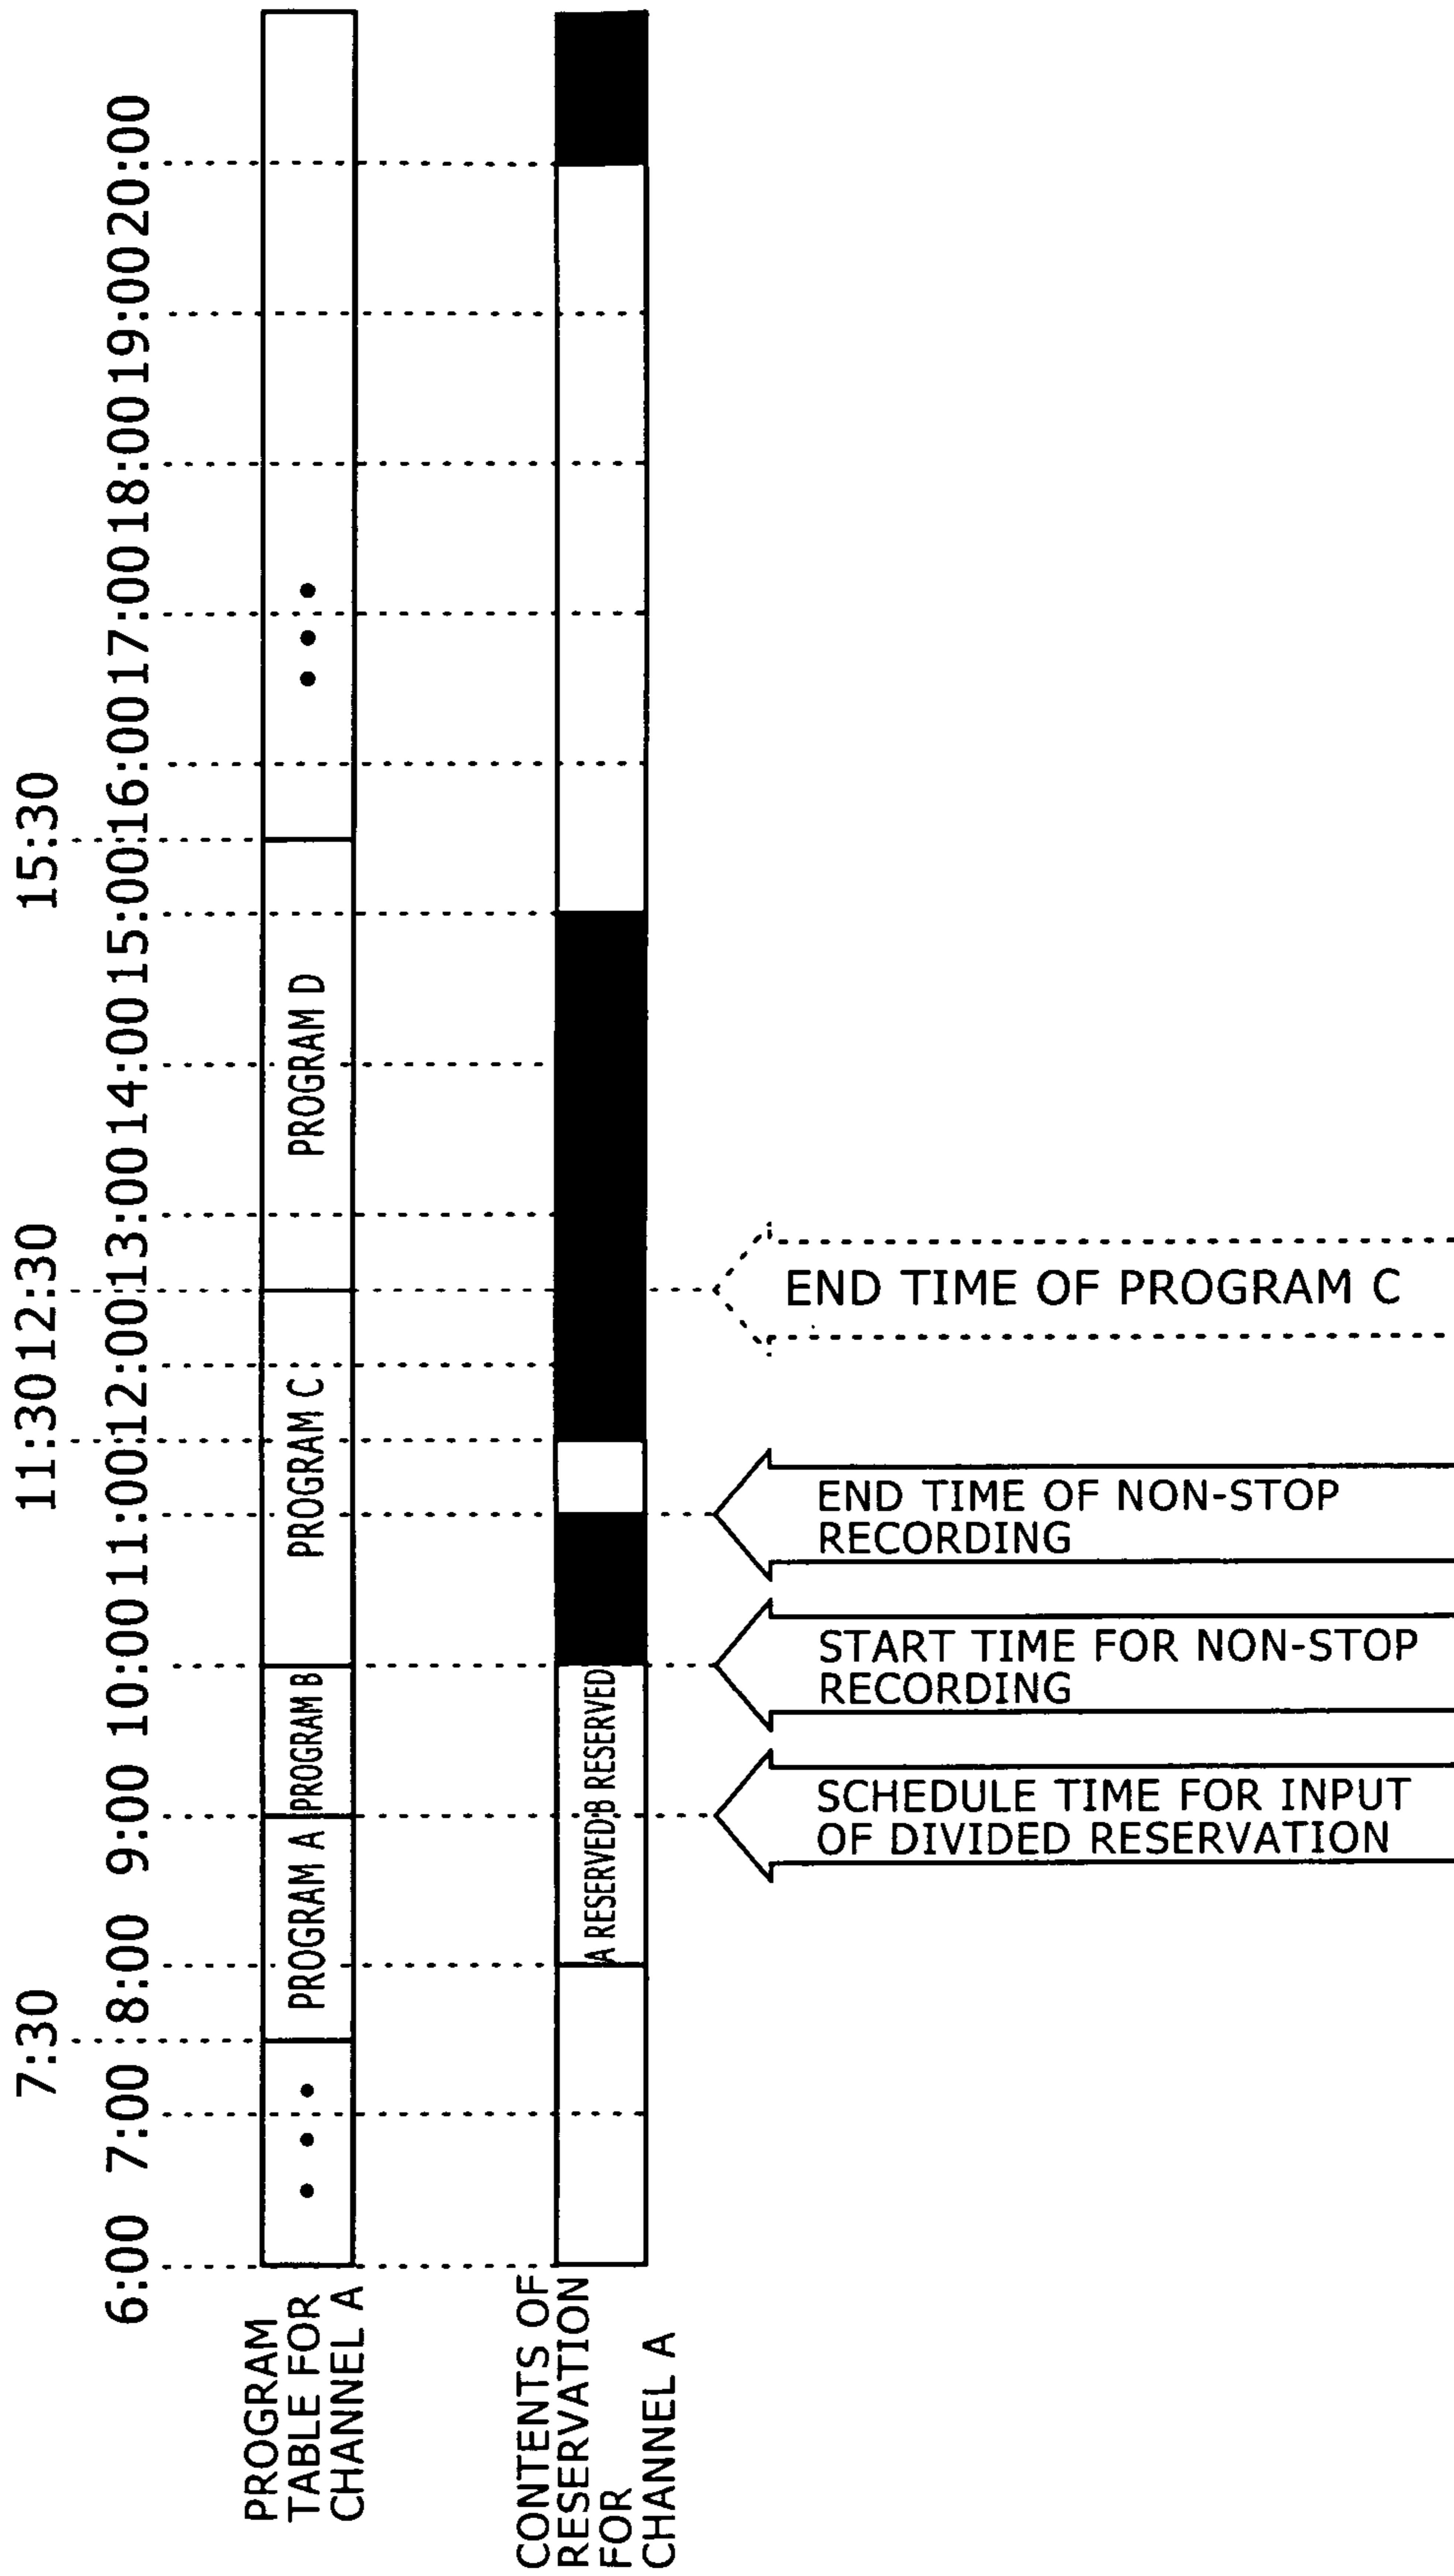 7:30 11:30 12:30 15:30
6:00 7:00 8:00 9:00 10:00 11:00 12:00 13:00 14:00 15:00 16:00 17:00 18:00 19:00 20:00
PROGRAM
TABLE FOR
CHANNEL A
• • • PROGRAM A PROGRAM B PROGRAM C PROGRAM D • • •
CONTENTS OF
RESERVATION
FOR
CHANNEL A
A RESERVED B RESERVED
SCHEDULE TIME FOR INPUT
OF DIVIDED RESERVATION
START TIME FOR NON-STOP
RECORDING
END TIME OF NON-STOP
RECORDING
END TIME OF PROGRAM C